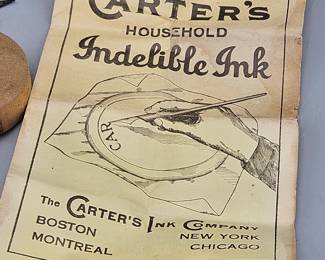 CARTER'S
HOUSEHOLD
Indelible Ink
CAR
The CARTER'S INK COMPANY
BOSTON NEW YORK
MONTREAL CHICAGO